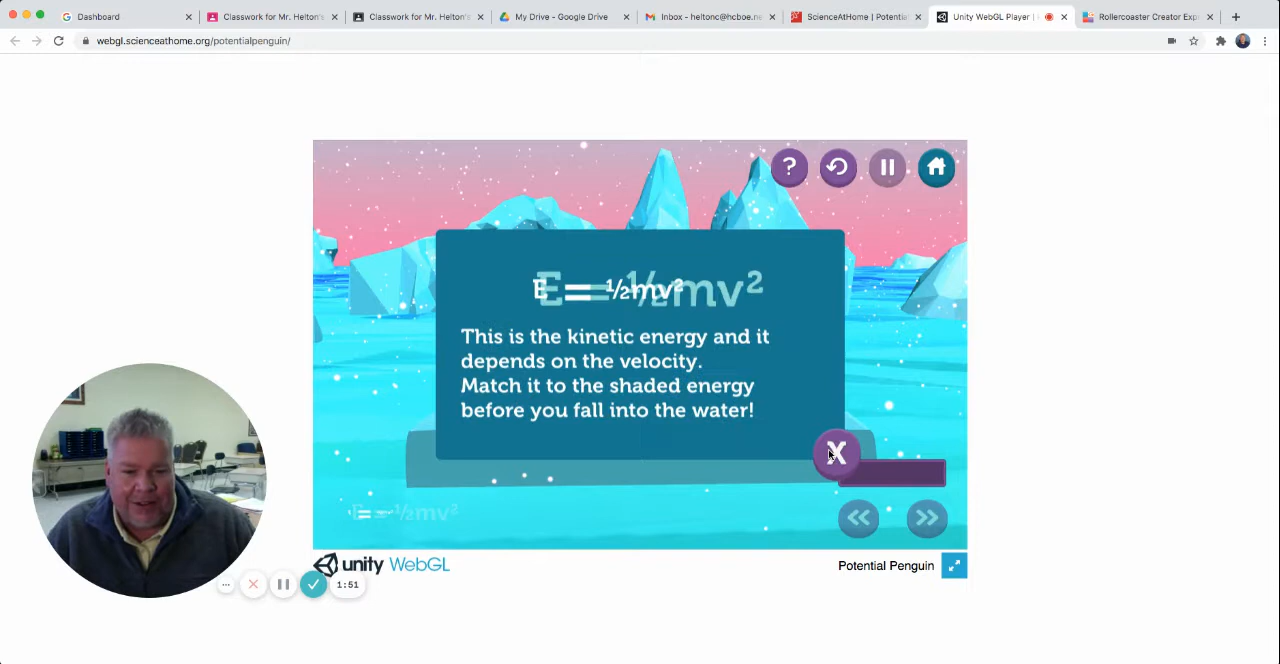 Dashboard
Classwork for Mr. Helton's
Classwork for Mr. Helton's
My Drive - Google Drive
Inbox - heltonc@hcboe.ne
ScienceAtHome | Potentia
Unity WebGL Player |
Rollercoaster Creator Exp
webgl.scienceathome.org/potentialpenguin/
?
E = ½mv²
This is the kinetic energy and it
depends on the velocity.
Match it to the shaded energy
before you fall into the water!
X
= ½mv²
unity WebGL
Potential Penguin
1:51